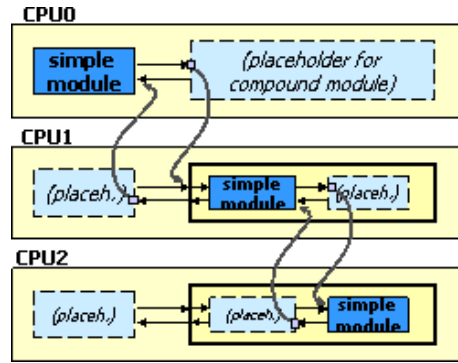 CPU0
simple
module
(placeholder for
compound module)
CPU1
(placeh.)
simple
module
(placeh.)
CPU2
(placeh.)
(placeh.)
simple
module